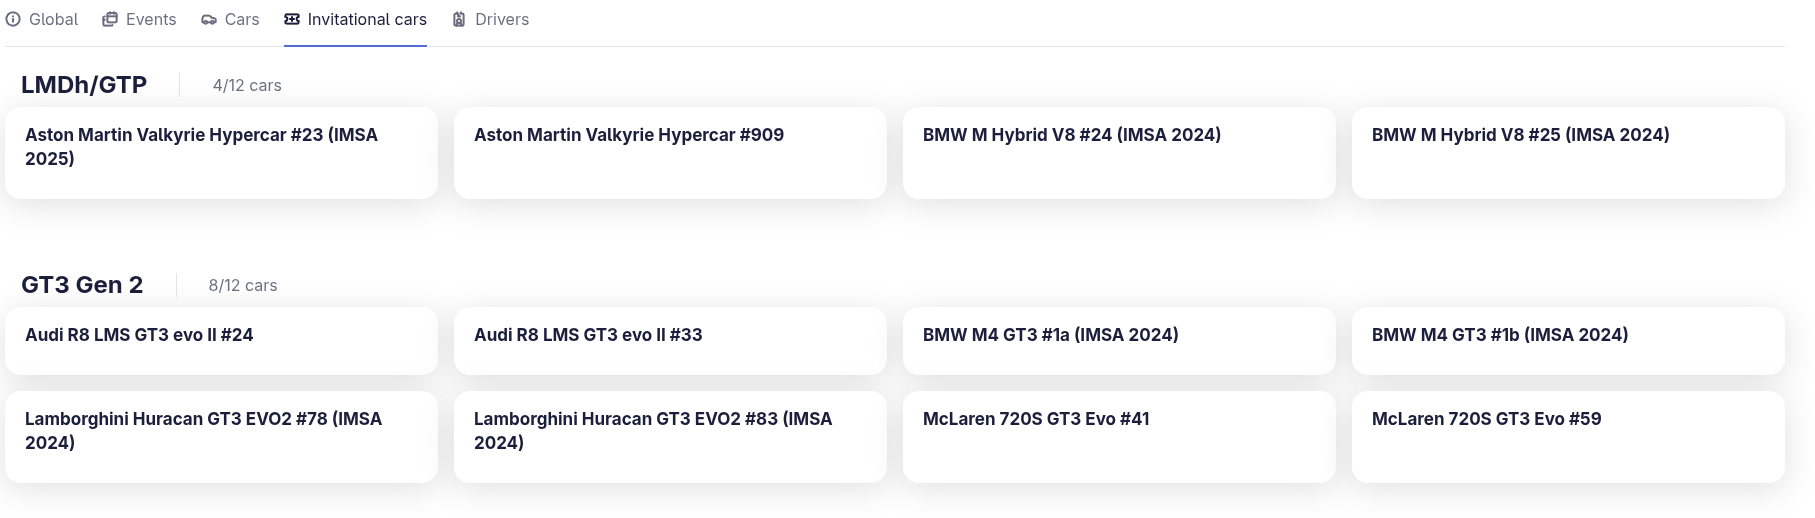 Global Events Cars Invitational cars Drivers
LMDh/GTP 4/12 cars
Aston Martin Valkyrie Hypercar #23 (IMSA
2025)
Aston Martin Valkyrie Hypercar #909
BMW M Hybrid V8 #24 (IMSA 2024)
BMW M Hybrid V8 #25 (IMSA 2024)
GT3 Gen 2 8/12 cars
Audi R8 LMS GT3 evo II #24
Audi R8 LMS GT3 evo II #33
BMW M4 GT3 #1a (IMSA 2024)
BMW M4 GT3 #1b (IMSA 2024)
Lamborghini Huracan GT3 EVO2 #78 (IMSA
2024)
Lamborghini Huracan GT3 EVO2 #83 (IMSA
2024)
McLaren 720S GT3 Evo #41
McLaren 720S GT3 Evo #59